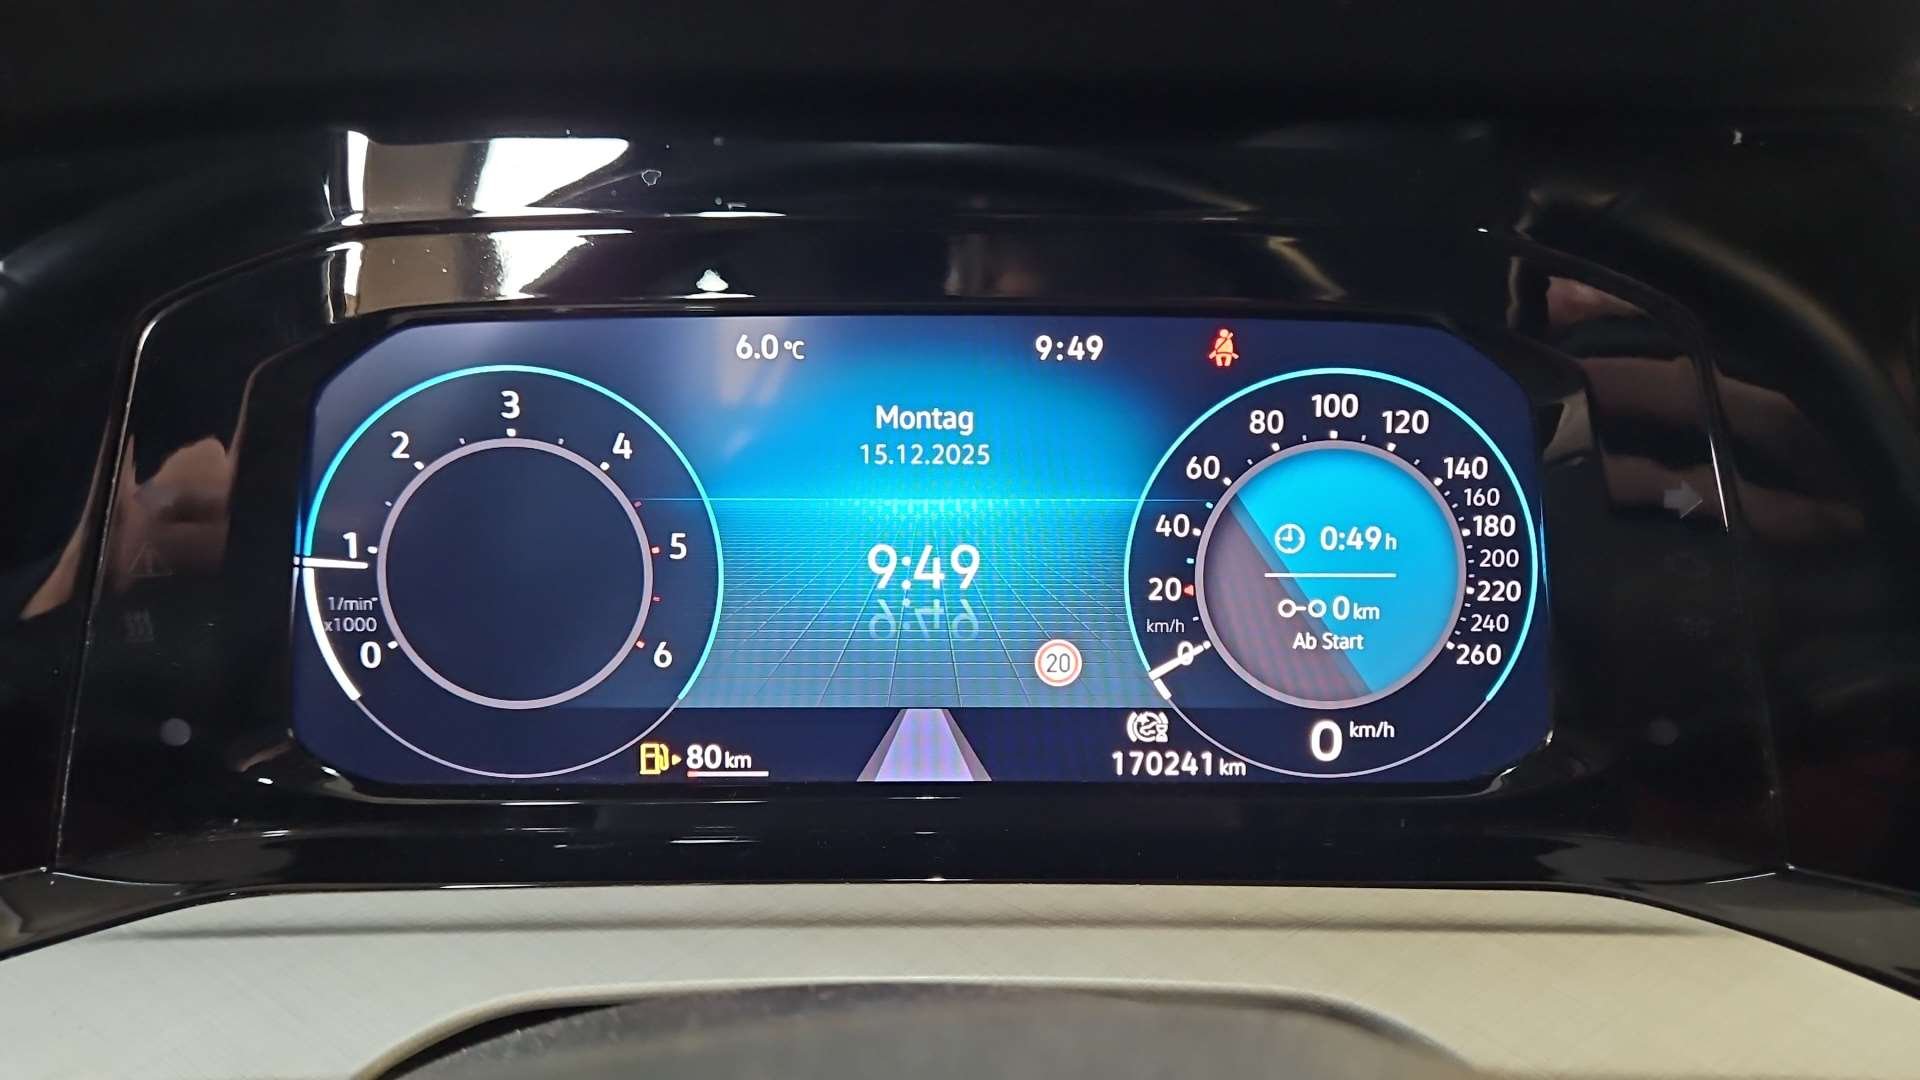 6.0 °C
9:49
Montag
15.12.2025
9:49
20
0
1
2
3
4
5
6
1/min
x1000
0
20
40
60
80
100
120
140
160
180
200
220
240
260
km/h
0:49 h
0 km
Ab Start
80 km
170241 km
0 km/h